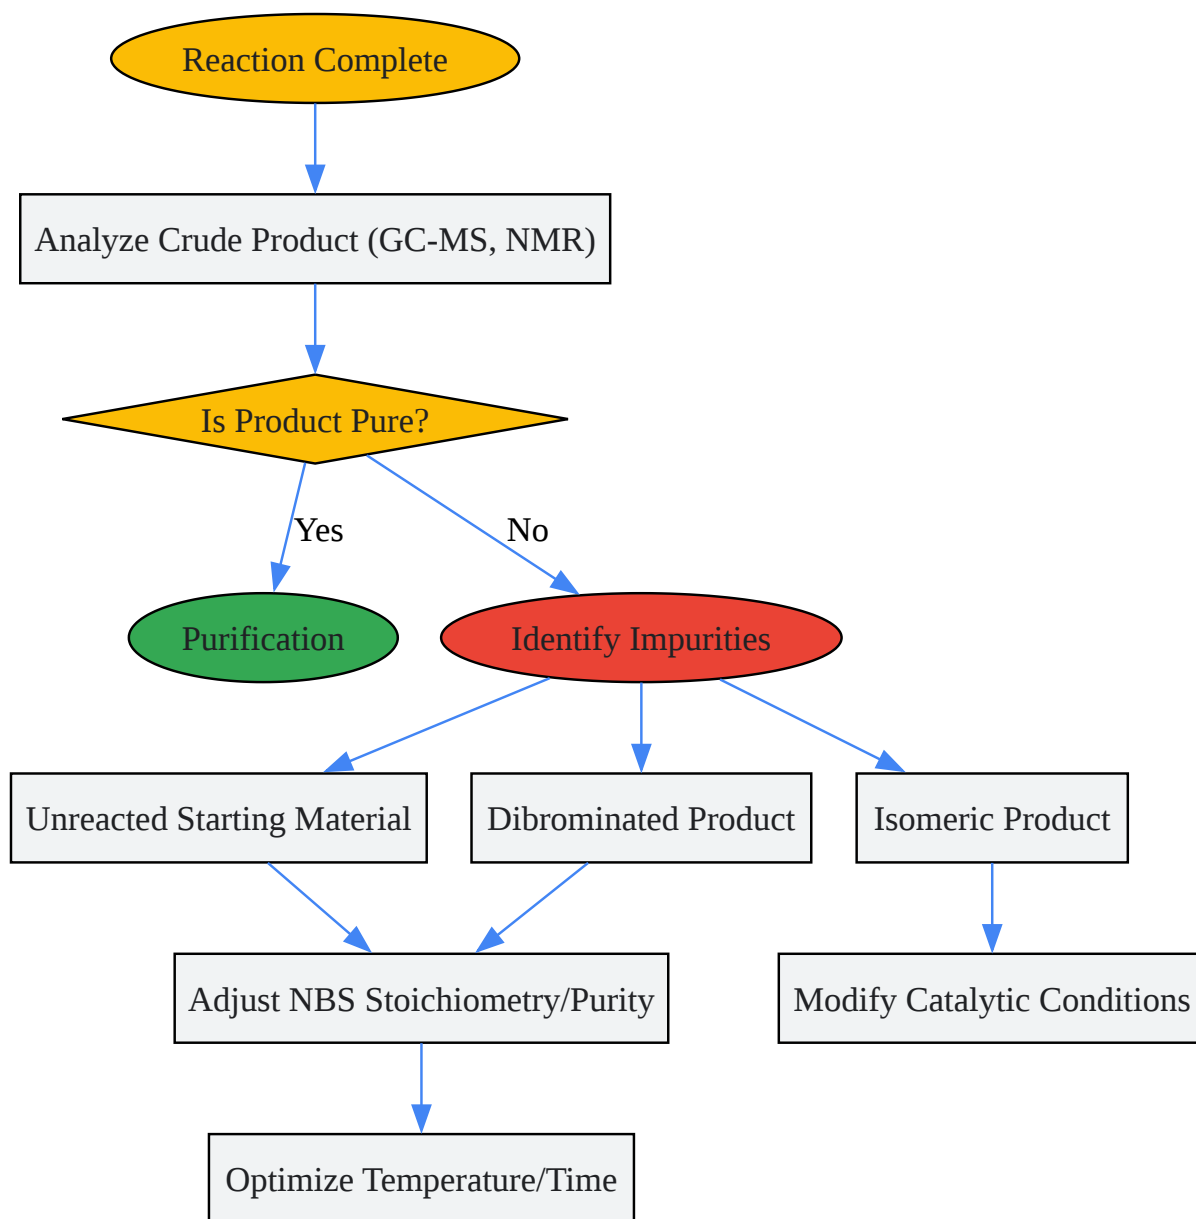 Reaction Complete
Analyze Crude Product (GC-MS, NMR)
Is Product Pure?
Yes
No
Purification
Identify Impurities
Unreacted Starting Material
Dibrominated Product
Isomeric Product
Adjust NBS Stoichiometry/Purity
Modify Catalytic Conditions
Optimize Temperature/Time